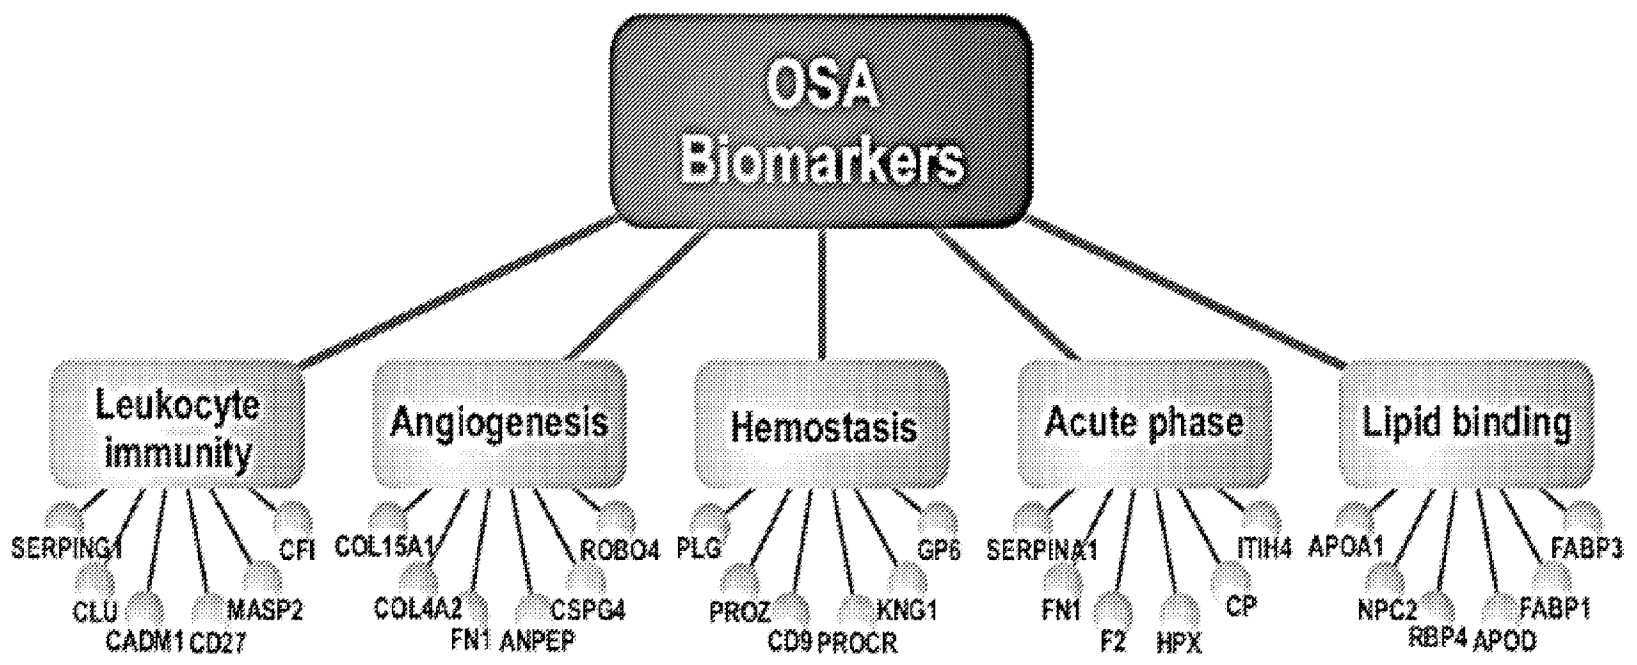 OSA
Biomarkers
Leukocyte
immunity
Angiogenesis
Hemostasis
Acute phase
Lipid binding
SERPING1
CLU
CADM1
CD27
MASP2
CFI
COL15A1
COL4A2
FN1
ANPEP
CSPG4
ROBO4
PLG
PROZ
CD9
PROCR
KNG1
GP6
SERPINA1
FN1
F2
HPX
CP
ITIH4
APOA1
NPC2
RBP4
APOD
FABP1
FABP3